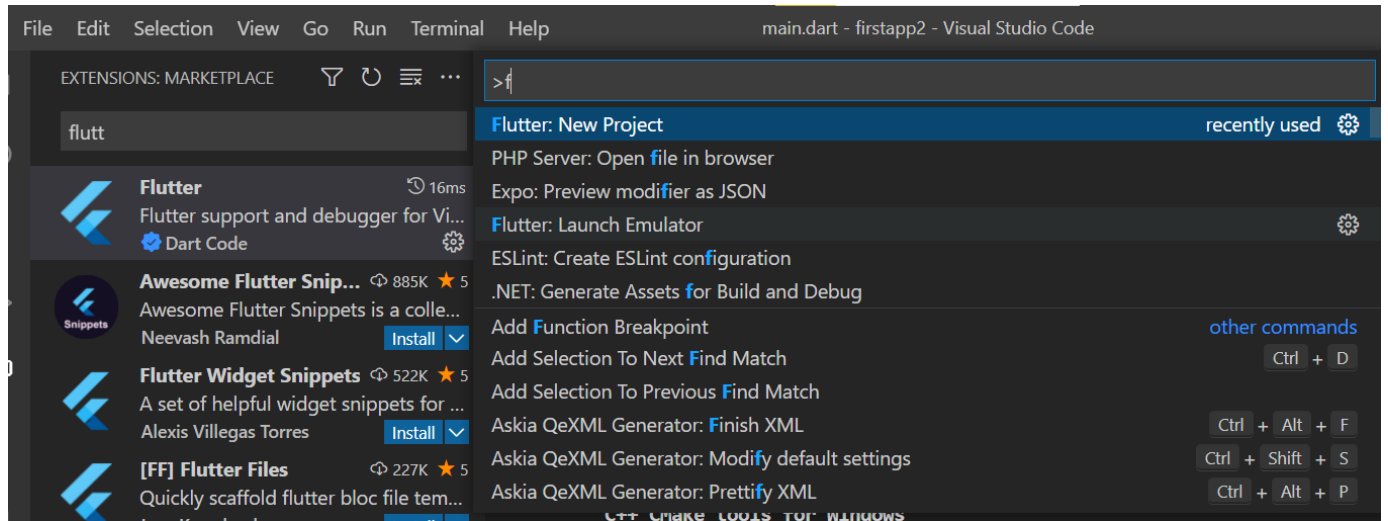 File Edit Selection View Go Run Terminal Help main.dart - firstapp2 - Visual Studio Code
EXTENSIONS: MARKETPLACE
flutt
Flutter 16ms
Flutter support and debugger for Vi...
Dart Code
Awesome Flutter Snip... 885K ★ 5
Awesome Flutter Snippets is a colle...
Snippets
Neevash Ramdial Install
Flutter Widget Snippets 522K ★ 5
A set of helpful widget snippets for ...
Alexis Villegas Torres Install
[FF] Flutter Files 227K ★ 5
Quickly scaffold flutter bloc file tem...
>f
Flutter: New Project recently used
PHP Server: Open file in browser
Expo: Preview modifier as JSON
Flutter: Launch Emulator
ESLint: Create ESLint configuration
.NET: Generate Assets for Build and Debug
Add Function Breakpoint other commands
Add Selection To Next Find Match Ctrl + D
Add Selection To Previous Find Match
Askia QeXML Generator: Finish XML Ctrl + Alt + F
Askia QeXML Generator: Modify default settings Ctrl + Shift + S
Askia QeXML Generator: Prettify XML Ctrl + Alt + P
C++ CMake tools for Windows